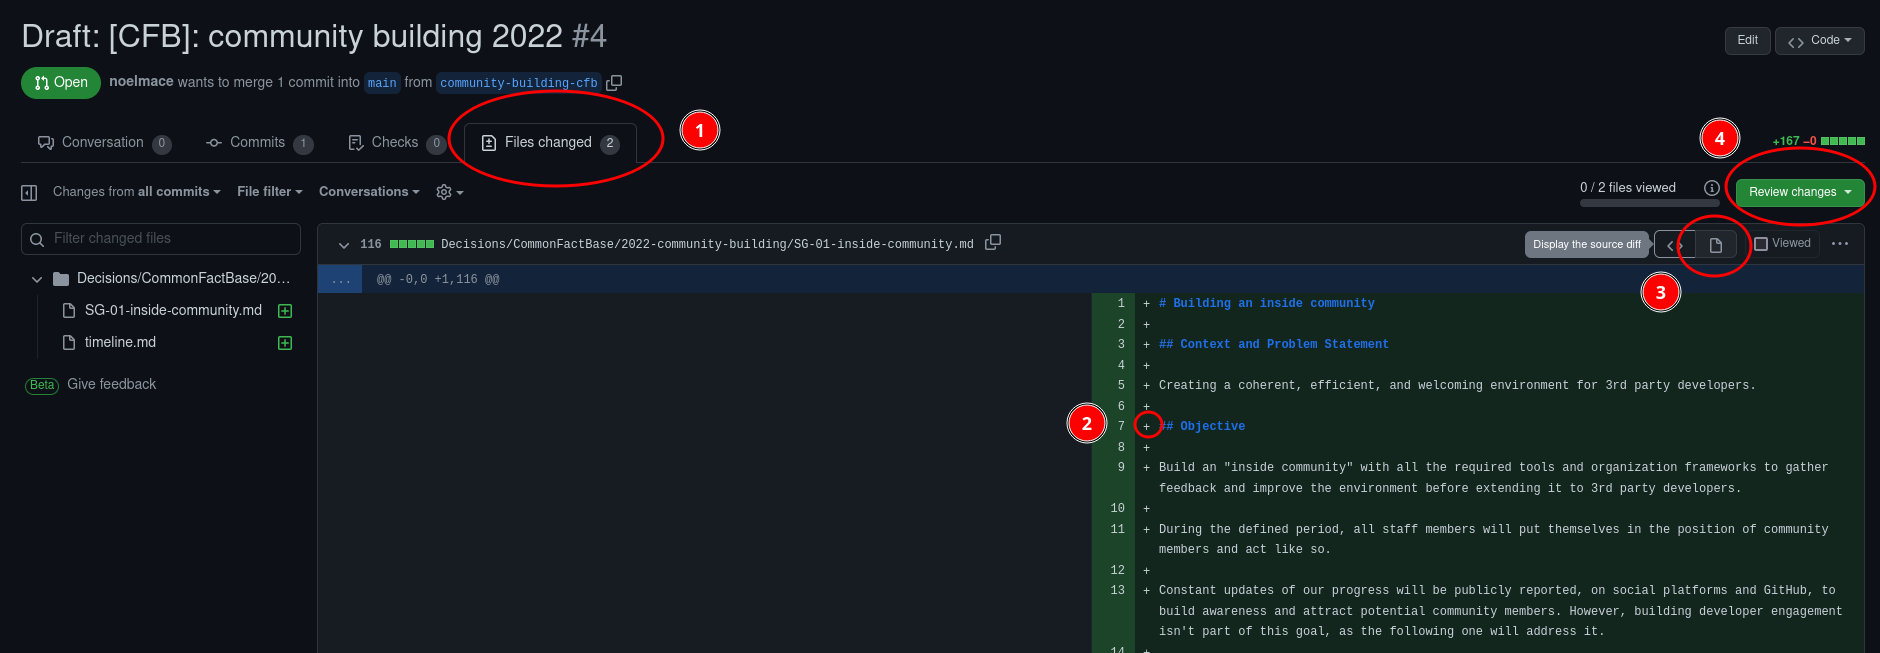 Draft: [CFB]: community building 2022 #4
Edit
Code
Open
noelmace wants to merge 1 commit into main from community-building-cfb
Conversation 0
Commits 1
Checks 0
Files changed 2
1
4
+167 −0
Changes from all commits
File filter
Conversations
0 / 2 files viewed
Review changes
Filter changed files
Decisions/CommonFactBase/20...
SG-01-inside-community.md
timeline.md
Beta Give feedback
116 Decisions/CommonFactBase/2022-community-building/SG-01-inside-community.md
Display the source diff
Viewed
3
... @@ -0,0 +1,116 @@
1 + # Building an inside community
2 +
3 + ## Context and Problem Statement
4 +
5 + Creating a coherent, efficient, and welcoming environment for 3rd party developers.
6 +
2
7 + ## Objective
8 +
9 + Build an "inside community" with all the required tools and organization frameworks to gather
feedback and improve the environment before extending it to 3rd party developers.
10 +
11 + During the defined period, all staff members will put themselves in the position of community
members and act like so.
12 +
13 + Constant updates of our progress will be publicly reported, on social platforms and GitHub, to
build awareness and attract potential community members. However, building developer engagement
isn't part of this goal, as the following one will address it.
14 +